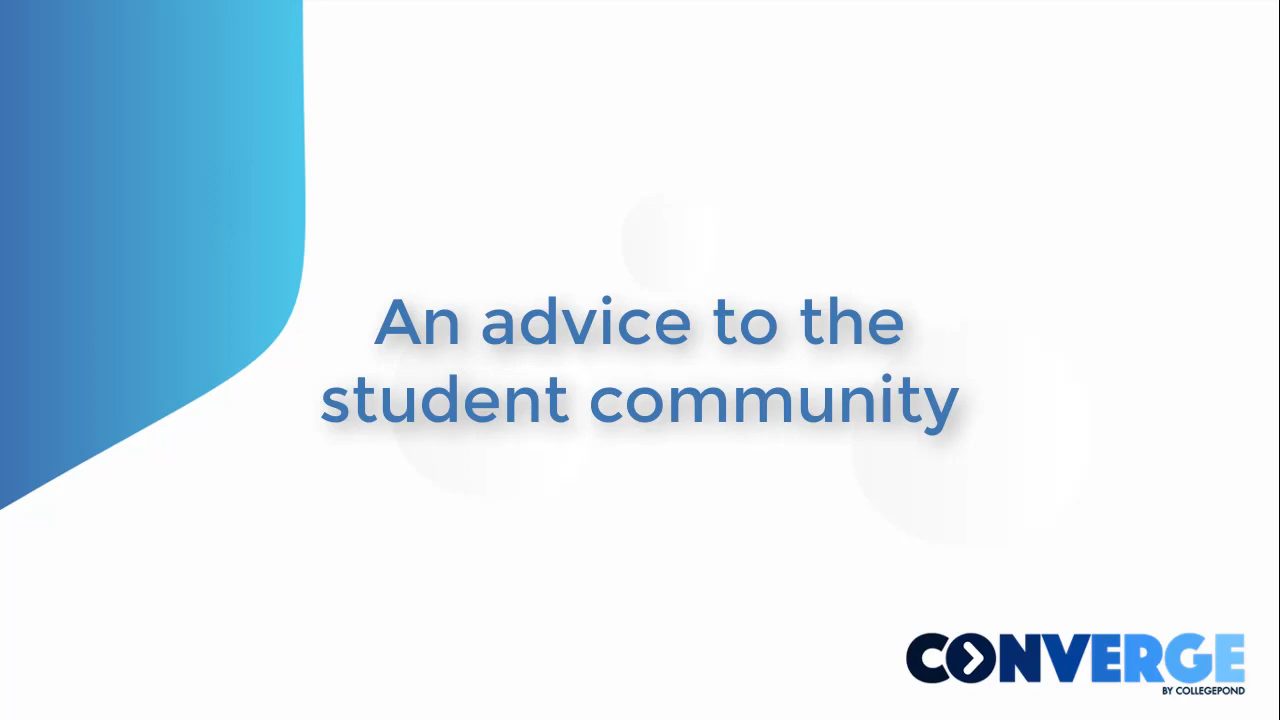 An advice to the
student community
CONVERGE
BY COLLEGEPOND